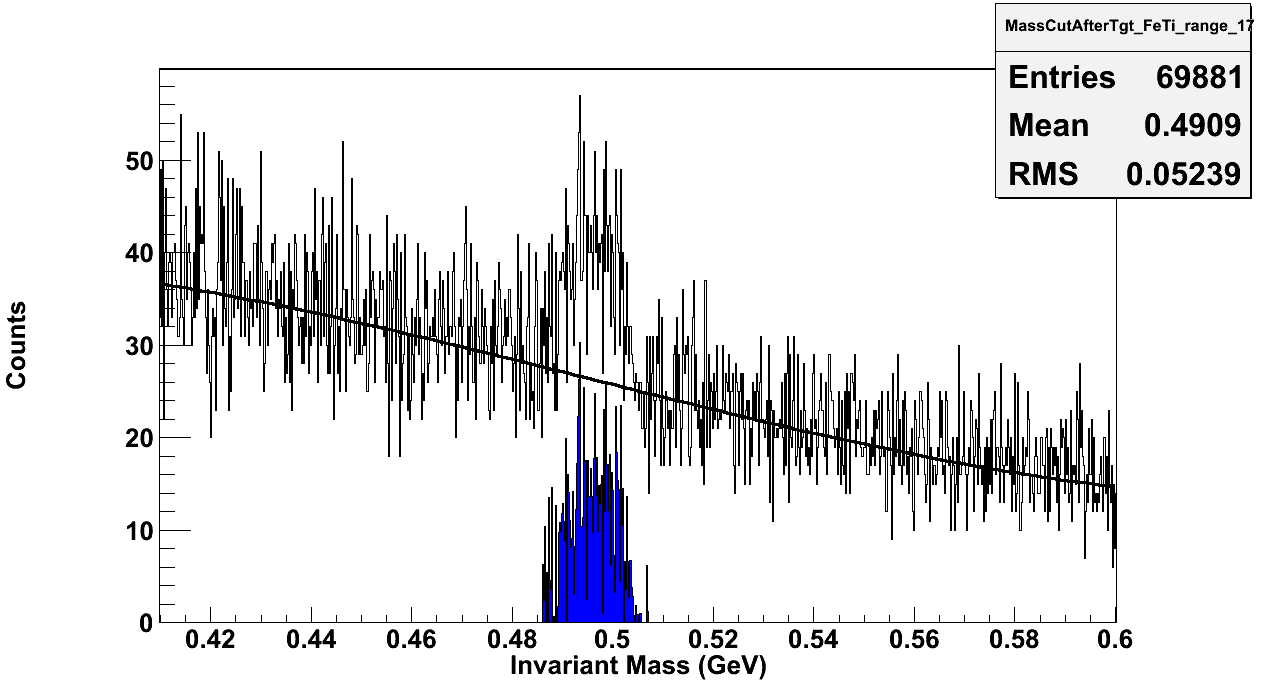 MassCutAfterTgt_FeTi_range_17
Entries 69881
Mean 0.4909
RMS 0.05239
Counts
50
40
30
20
10
0
0.42 0.44 0.46 0.48 0.5 0.52 0.54 0.56 0.58 0.6
Invariant Mass (GeV)